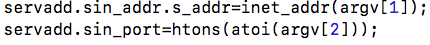 servadd.sin_addr.s_addr=inet_addr(argv[1]);
servadd.sin_port=htons(atoi(argv[2]));